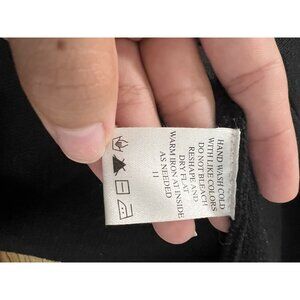 HAND WASH COLD
WITH LIKE COLORS
DO NOT BLEACH
RESHAPE AND
DRY FLAT
WARM IRON AT INSIDE
AS NEEDED
11